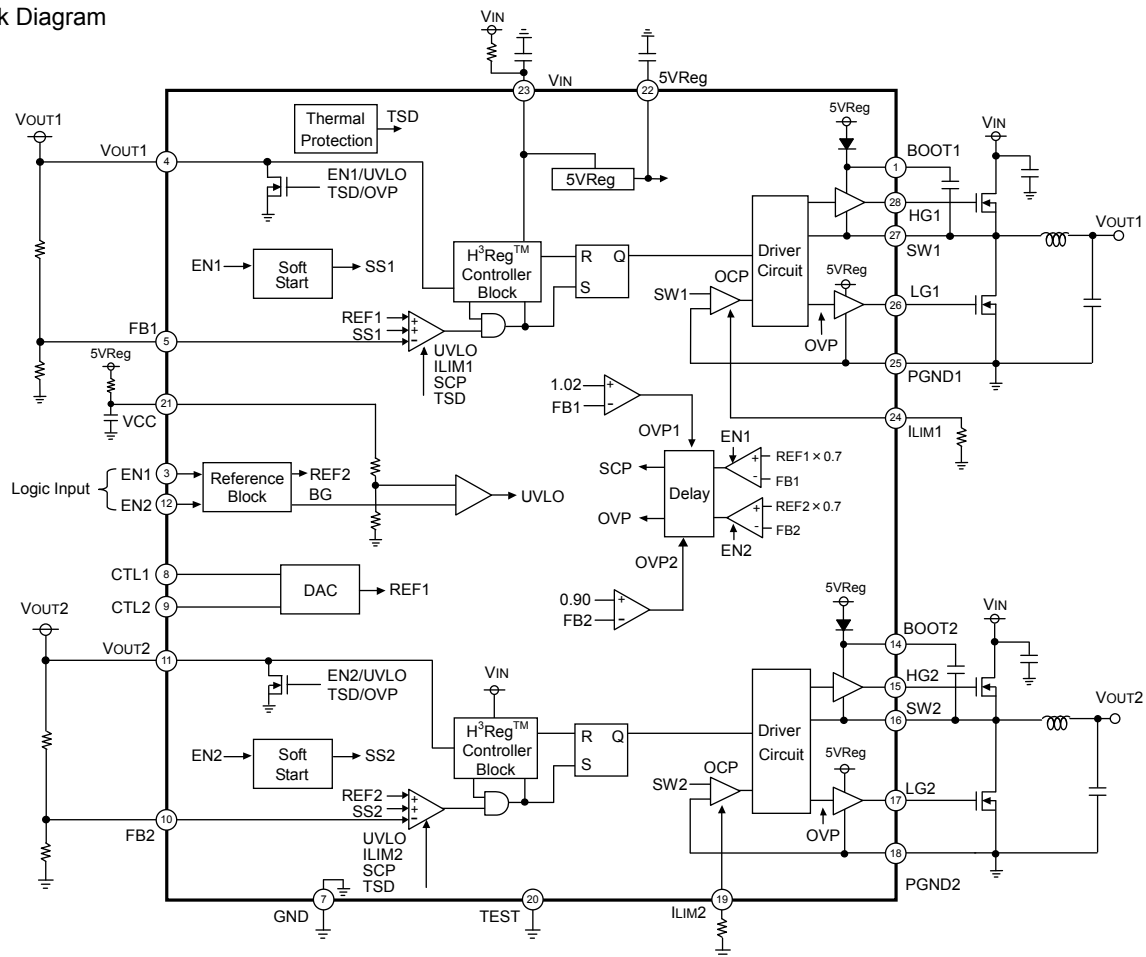 k Diagram
VIN
23
VIN
22
5VReg
Thermal
Protection
TSD
VOUT1
VOUT1
4
EN1/UVLO
TSD/OVP
5VReg
5VReg
VIN
BOOT1
1
28
HG1
27
SW1
VOUT1
EN1
Soft
Start
SS1
H³Reg™
Controller
Block
R
Q
S
Driver
Circuit
OCP
SW1
5VReg
LG1
26
OVP
25
PGND1
REF1
SS1
FB1
5
UVLO
ILIM1
SCP
TSD
5VReg
21
VCC
1.02
FB1
OVP1
24
ILIM1
Logic Input
EN1
3
EN2
12
Reference
Block
REF2
BG
UVLO
SCP
OVP
Delay
EN1
REF1×0.7
FB1
REF2×0.7
FB2
EN2
OVP2
CTL1
8
CTL2
9
DAC
REF1
0.90
FB2
VOUT2
VOUT2
11
EN2/UVLO
TSD/OVP
VIN
5VReg
VIN
BOOT2
14
HG2
15
SW2
16
VOUT2
EN2
Soft
Start
SS2
H³Reg™
Controller
Block
R
Q
S
Driver
Circuit
OCP
SW2
5VReg
LG2
17
OVP
18
PGND2
REF2
SS2
FB2
10
UVLO
ILIM2
SCP
TSD
7
GND
20
TEST
19
ILIM2